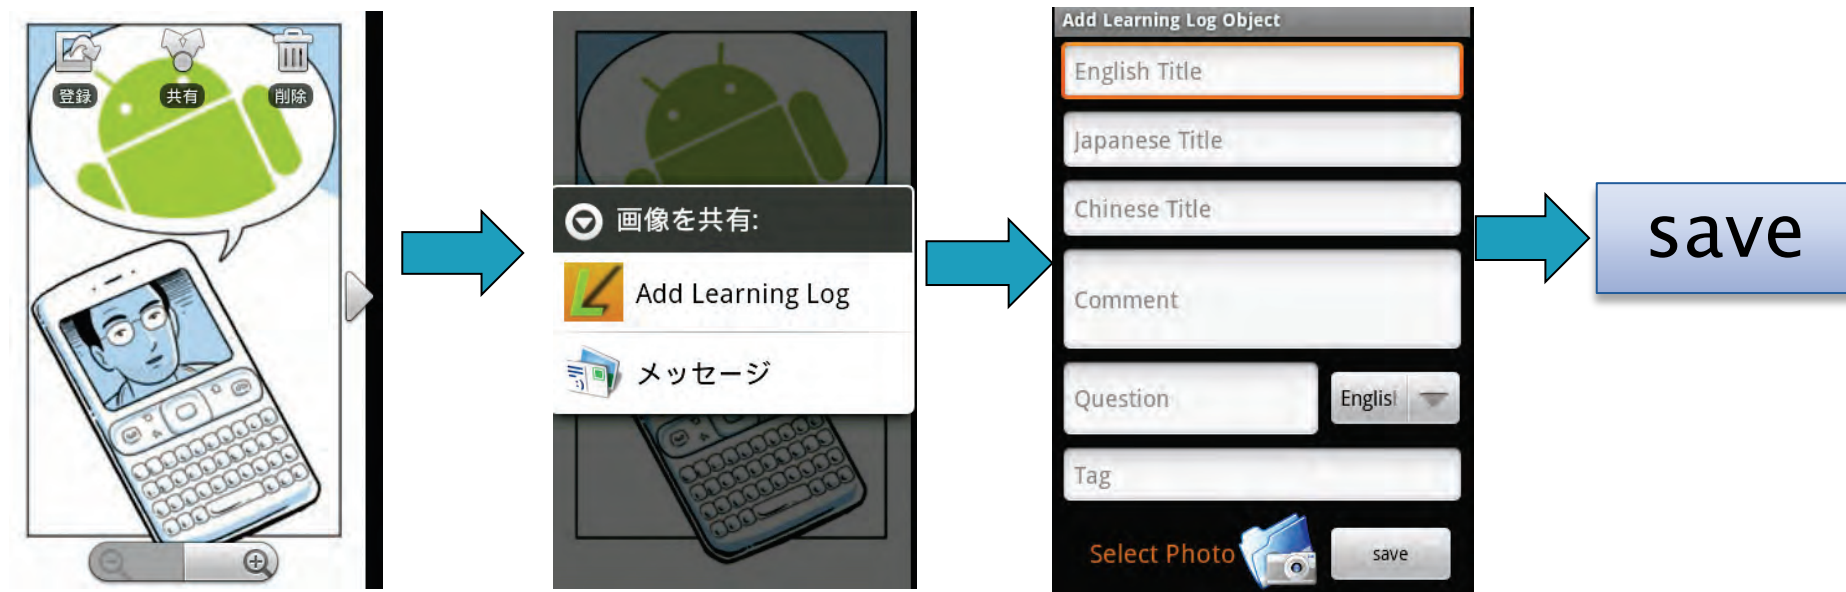 登録 共有 削除
画像を共有:
Add Learning Log
メッセージ
Add Learning Log Object
English Title
Japanese Title
Chinese Title
Comment
Question Englis
Tag
Select Photo save
save